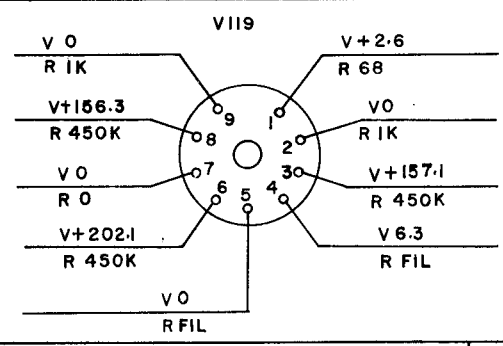 V119
V 0
R 1K
V+2.6
R 68
9
1
V+156.3
R 450K
8
2
V0
R 1K
V 0
R 0
7
3
V+157.1
R 450K
6
5
4
V+202.1
R 450K
V 6.3
R FIL
V 0
R FIL